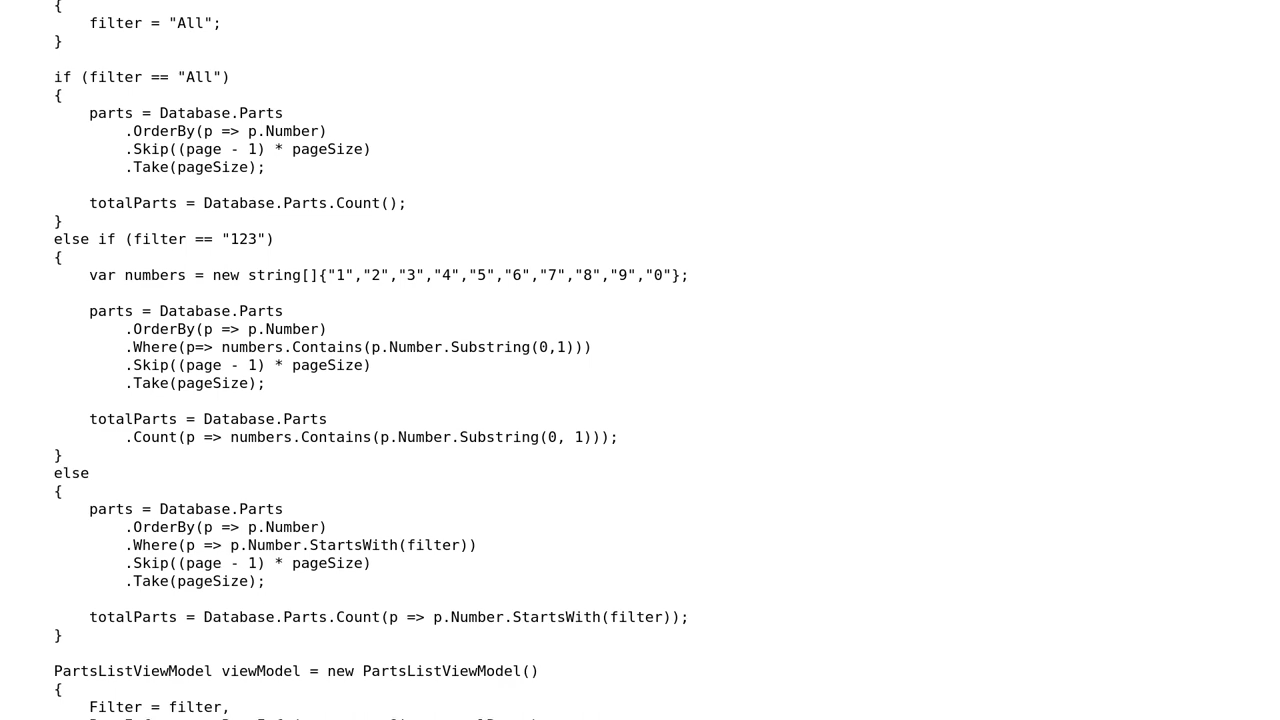 {
    filter = "All";
}

if (filter == "All")
{
    parts = Database.Parts
        .OrderBy(p => p.Number)
        .Skip((page - 1) * pageSize)
        .Take(pageSize);

    totalParts = Database.Parts.Count();
}
else if (filter == "123")
{
    var numbers = new string[]{"1","2","3","4","5","6","7","8","9","0"};

    parts = Database.Parts
        .OrderBy(p => p.Number)
        .Where(p=> numbers.Contains(p.Number.Substring(0,1)))
        .Skip((page - 1) * pageSize)
        .Take(pageSize);

    totalParts = Database.Parts
        .Count(p => numbers.Contains(p.Number.Substring(0, 1)));
}
else
{
    parts = Database.Parts
        .OrderBy(p => p.Number)
        .Where(p => p.Number.StartsWith(filter))
        .Skip((page - 1) * pageSize)
        .Take(pageSize);

    totalParts = Database.Parts.Count(p => p.Number.StartsWith(filter));
}

PartsListViewModel viewModel = new PartsListViewModel()
{
    Filter = filter,